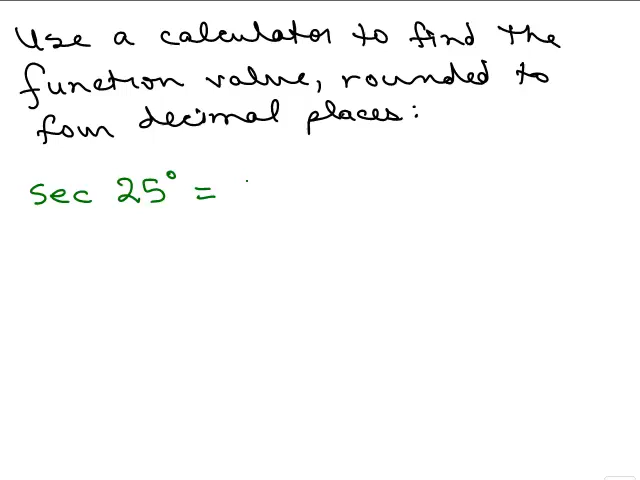 Use a calculator to find the
function value, rounded to
four decimal places:
sec 25° =